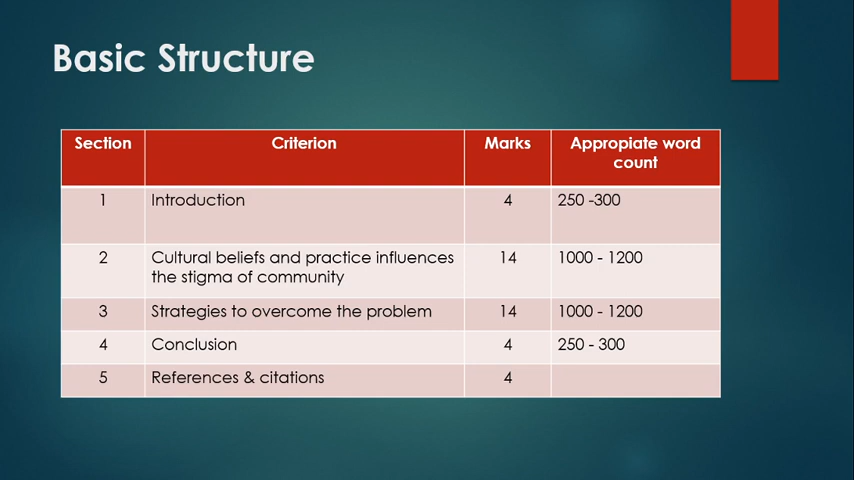 Basic Structure
Section Criterion Marks Appropiate word
count
1 Introduction 4 250 -300
2 Cultural beliefs and practice influences 14 1000 - 1200
the stigma of community
3 Strategies to overcome the problem 14 1000 - 1200
4 Conclusion 4 250 - 300
5 References & citations 4